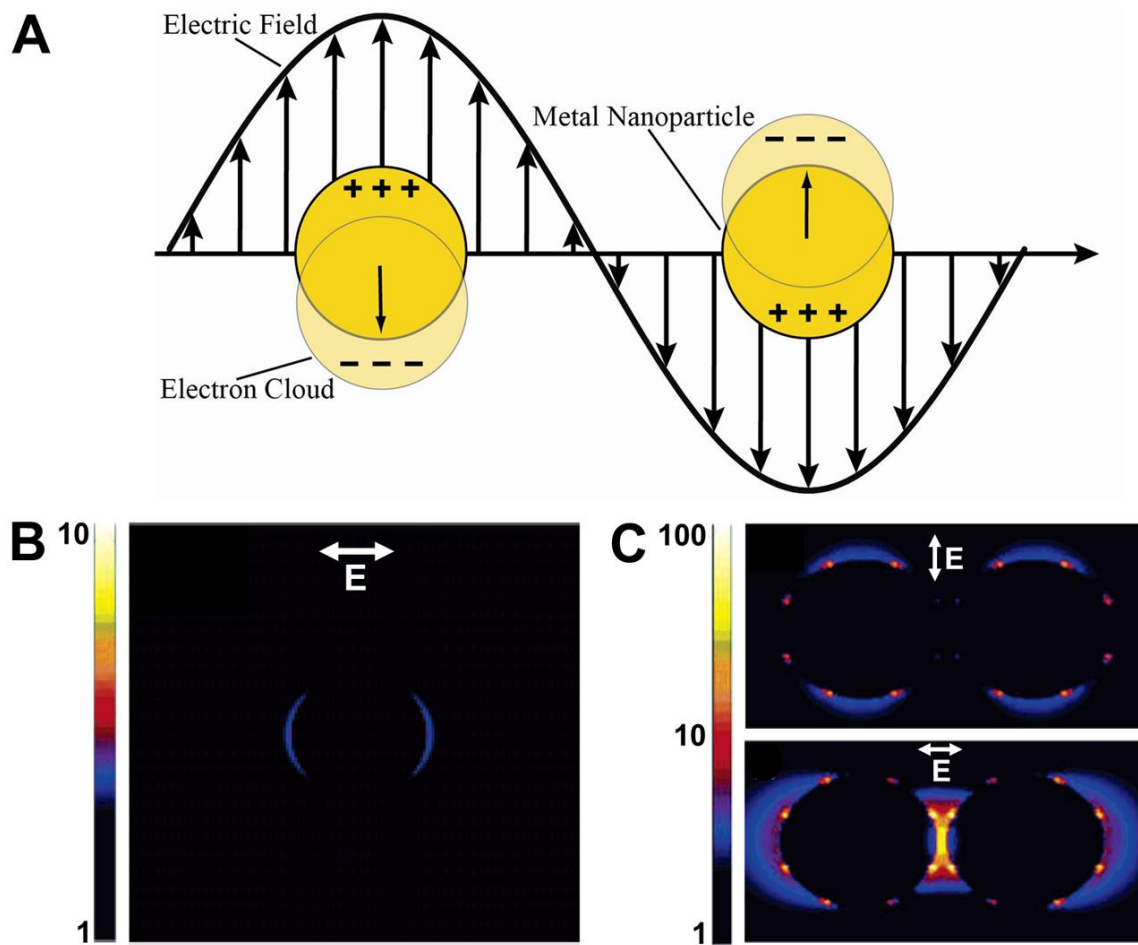 A
Electric Field
Metal Nanoparticle
− − −
+ + +
+ + +
− − −
Electron Cloud
B
10
E
1
C
100
E
10
E
1